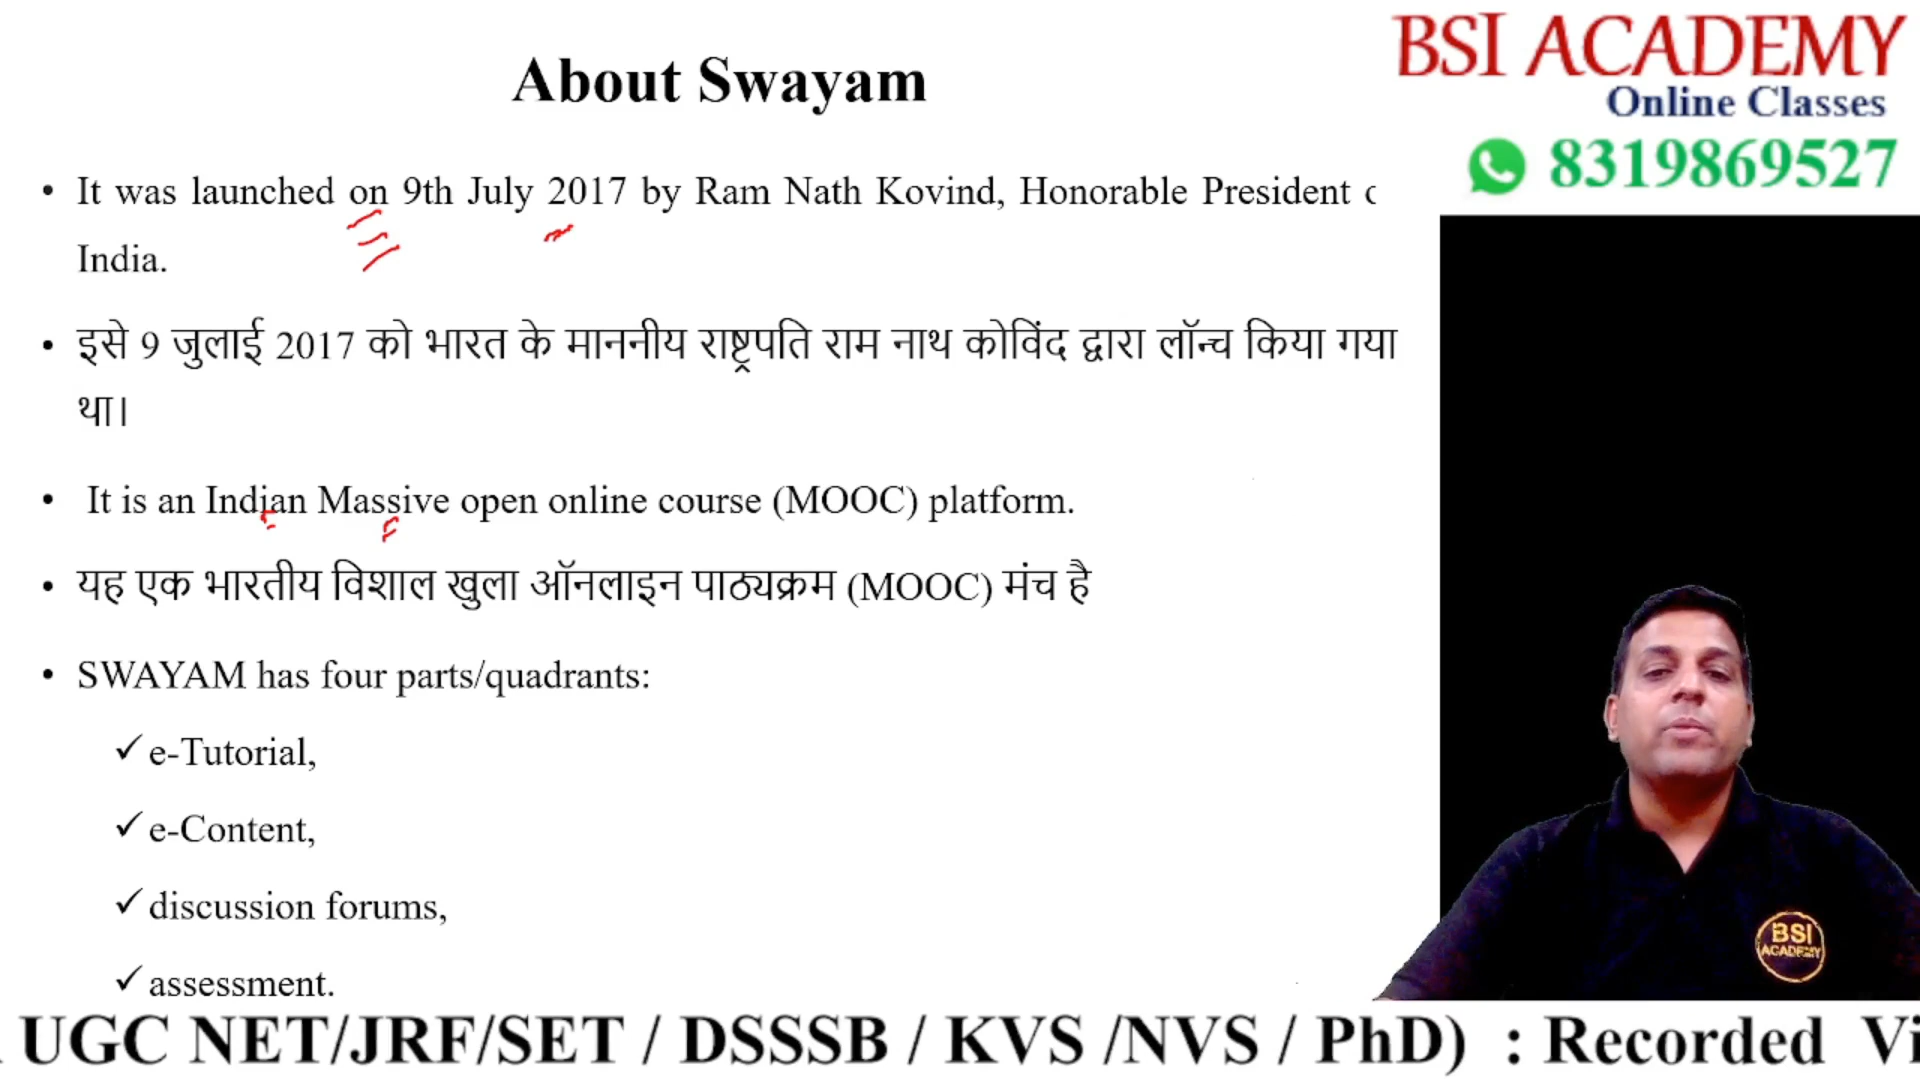 About Swayam
BSI ACADEMY
Online Classes
8319869527
• It was launched on 9th July 2017 by Ram Nath Kovind, Honorable President
India.
• इसे 9 जुलाई 2017 को भारत के माननीय राष्ट्रपति राम नाथ कोविंद द्वारा लॉन्च किया गया
था।
• It is an Indian Massive open online course (MOOC) platform.
• यह एक भारतीय विशाल खुला ऑनलाइन पाठ्यक्रम (MOOC) मंच है
• SWAYAM has four parts/quadrants:
✓ e-Tutorial,
✓ e-Content,
✓ discussion forums,
✓ assessment.
BSI
ACADEMY
UGC NET/JRF/SET / DSSSB / KVS /NVS / PhD) : Recorded Vi